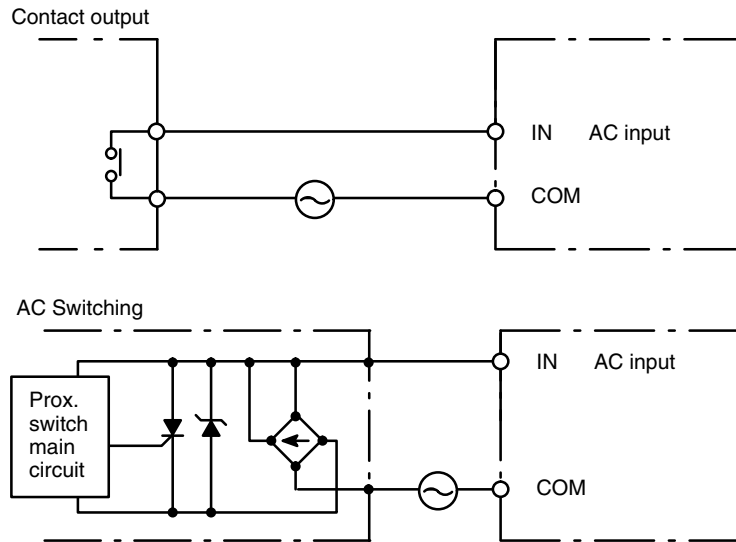 Contact output
IN AC input
COM
AC Switching
IN AC input
Prox.
switch
main
circuit
COM